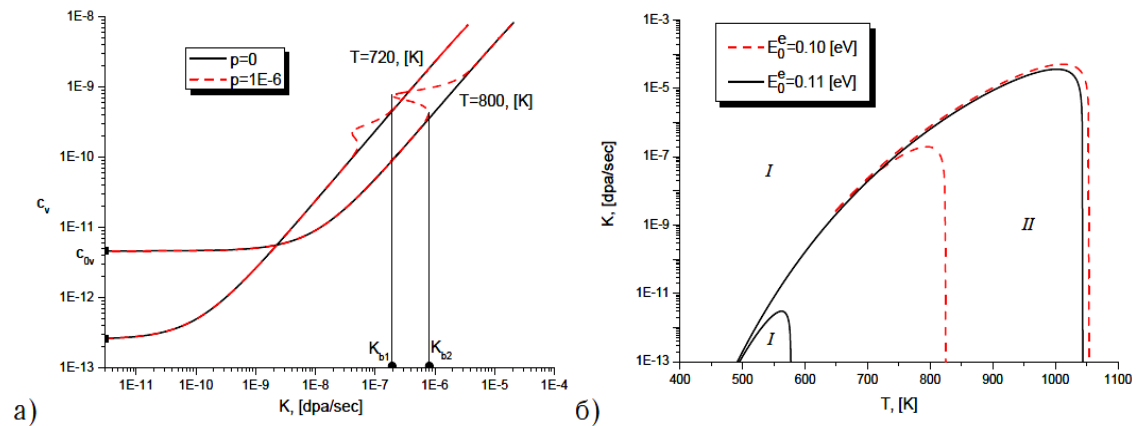 1E-8
1E-9
1E-10
1E-11
1E-12
1E-13
c_v
c_0v
p=0
p=1E-6
T=720, [K]
T=800, [K]
K_b1
K_b2
1E-11 1E-10 1E-9 1E-8 1E-7 1E-6 1E-5 1E-4
K, [dpa/sec]
а)
1E-3
1E-5
1E-7
1E-9
1E-11
1E-13
K, [dpa/sec]
E_0^e=0.10 [eV]
E_0^e=0.11 [eV]
I
II
I
400 500 600 700 800 900 1000 1100
T, [K]
б)